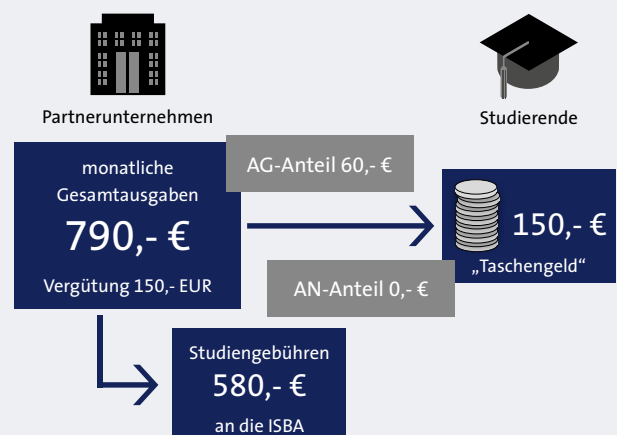 Partnerunternehmen
Studierende
monatliche
Gesamtausgaben
790,- €
Vergütung 150,- EUR
AG-Anteil 60,- €
AN-Anteil 0,- €
150,- €
„Taschengeld“
Studiengebühren
580,- €
an die ISBA